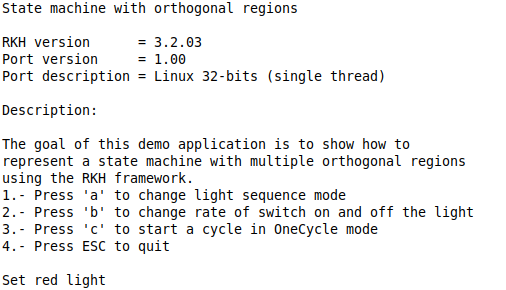 State machine with orthogonal regions
RKH version      = 3.2.03
Port version     = 1.00
Port description = Linux 32-bits (single thread)
Description:
The goal of this demo application is to show how to
represent a state machine with multiple orthogonal regions
using the RKH framework.
1.- Press 'a' to change light sequence mode
2.- Press 'b' to change rate of switch on and off the light
3.- Press 'c' to start a cycle in OneCycle mode
4.- Press ESC to quit
Set red light